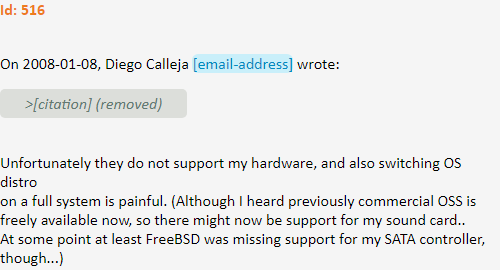 Id: 516
On 2008-01-08, Diego Calleja [email-address] wrote:
>[citation] (removed)
Unfortunately they do not support my hardware, and also switching OS
distro
on a full system is painful. (Although I heard previously commercial OSS is
freely available now, so there might now be support for my sound card..
At some point at least FreeBSD was missing support for my SATA controller,
though...)